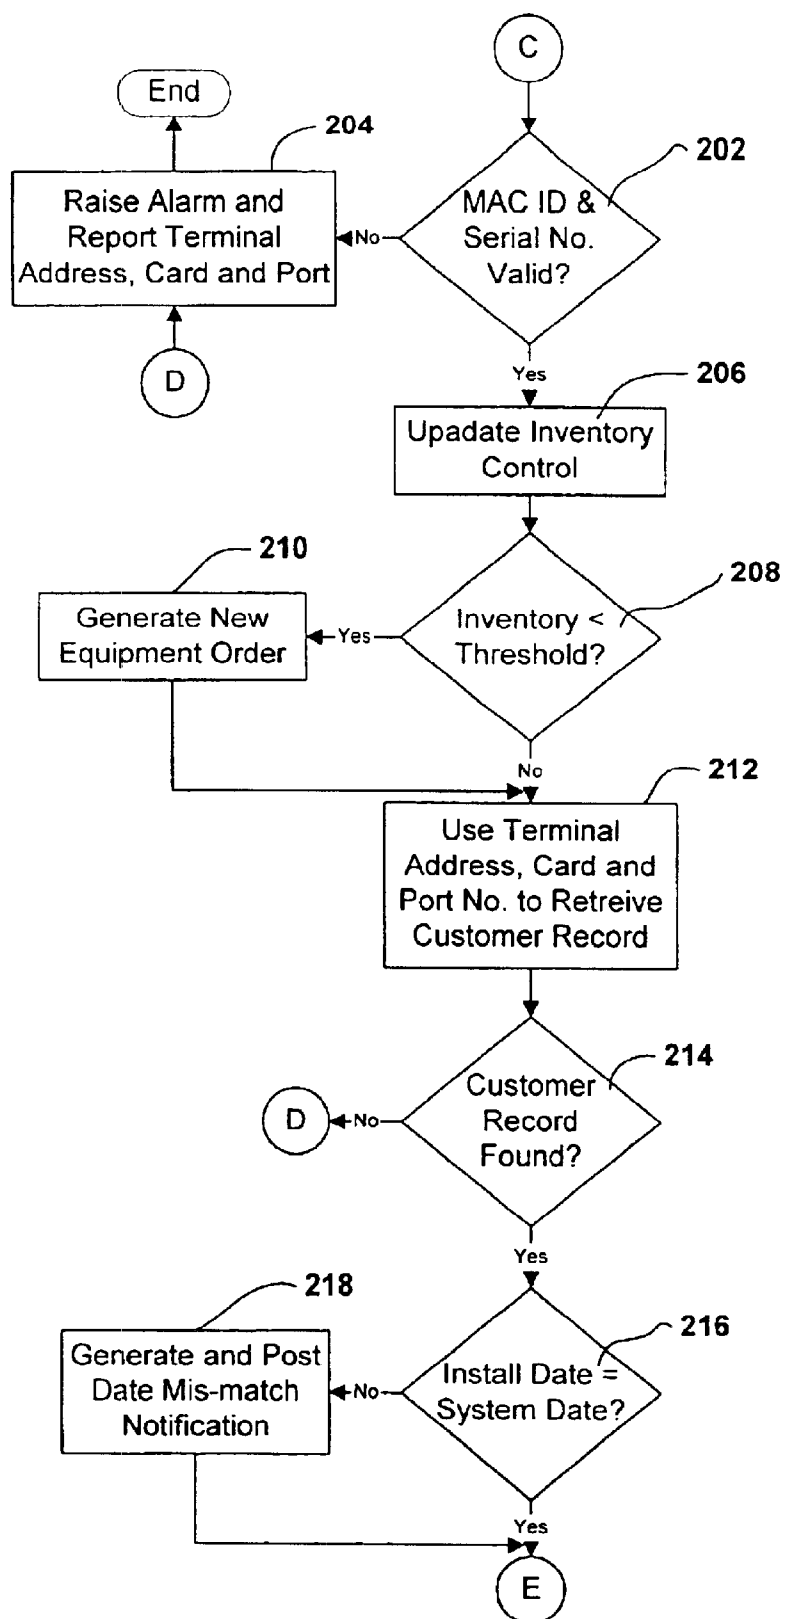 C
End
204
202
Raise Alarm and
Report Terminal
Address, Card and Port
No
MAC ID &
Serial No.
Valid?
D
Yes
206
Upadate Inventory
Control
210
208
Generate New
Equipment Order
Yes
Inventory <
Threshold?
No
212
Use Terminal
Address, Card and
Port No. to Retreive
Customer Record
214
D
No
Customer
Record
Found?
Yes
218
216
Generate and Post
Date Mis-match
Notification
No
Install Date =
System Date?
Yes
E